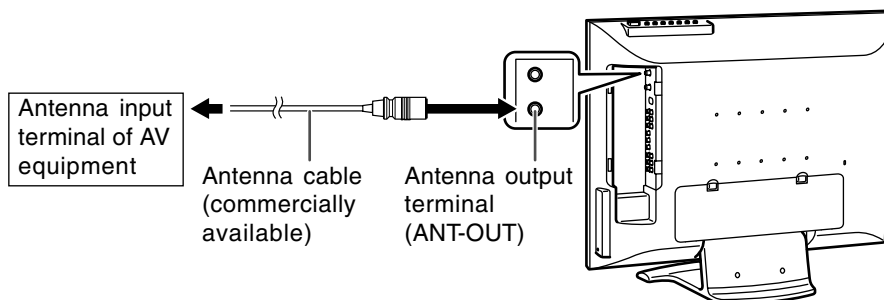 Antenna input
terminal of AV
equipment
Antenna cable
(commercially
available)
Antenna output
terminal
(ANT-OUT)